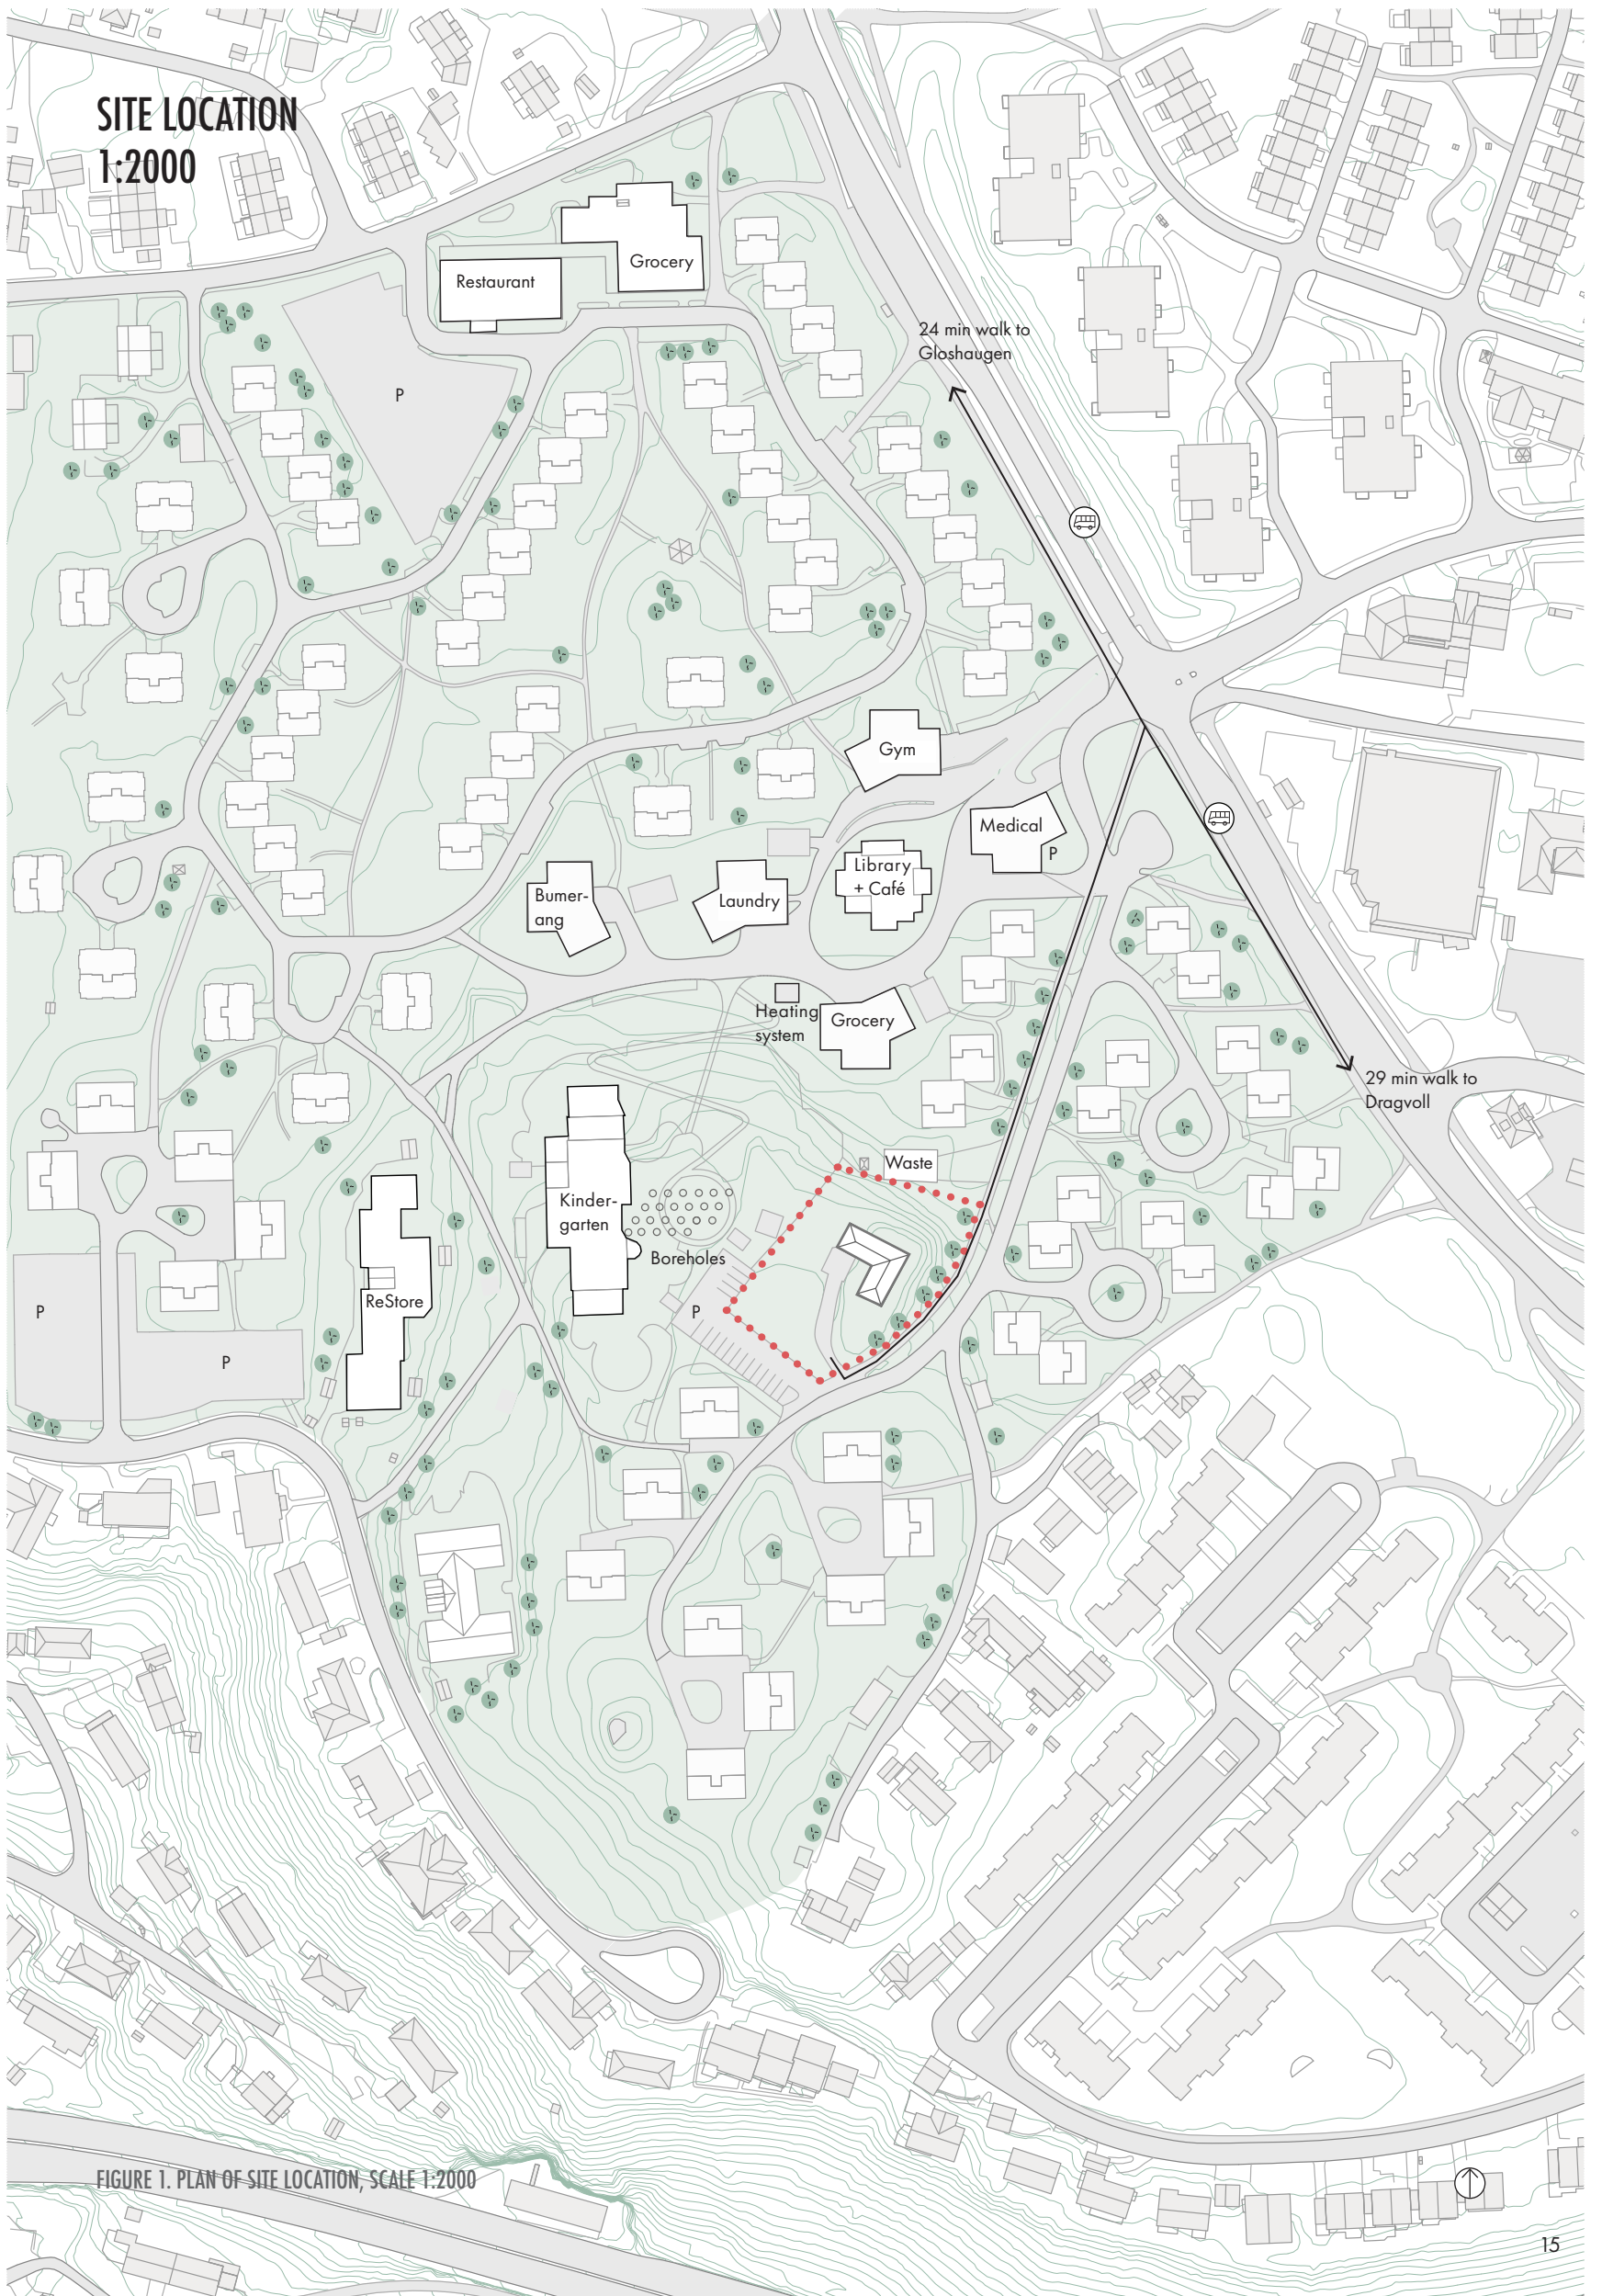 SITE LOCATION
1:2000
Grocery
Restaurant
24 min walk to
Gloshaugen
P
Gym
Medical
P
Library
+ Café
Bumer-
ang
Laundry
Heating
system
Grocery
29 min walk to
Dragvoll
Waste
Kinder-
garten
Boreholes
ReStore
P
P
P
FIGURE 1. PLAN OF SITE LOCATION, SCALE 1:2000
15